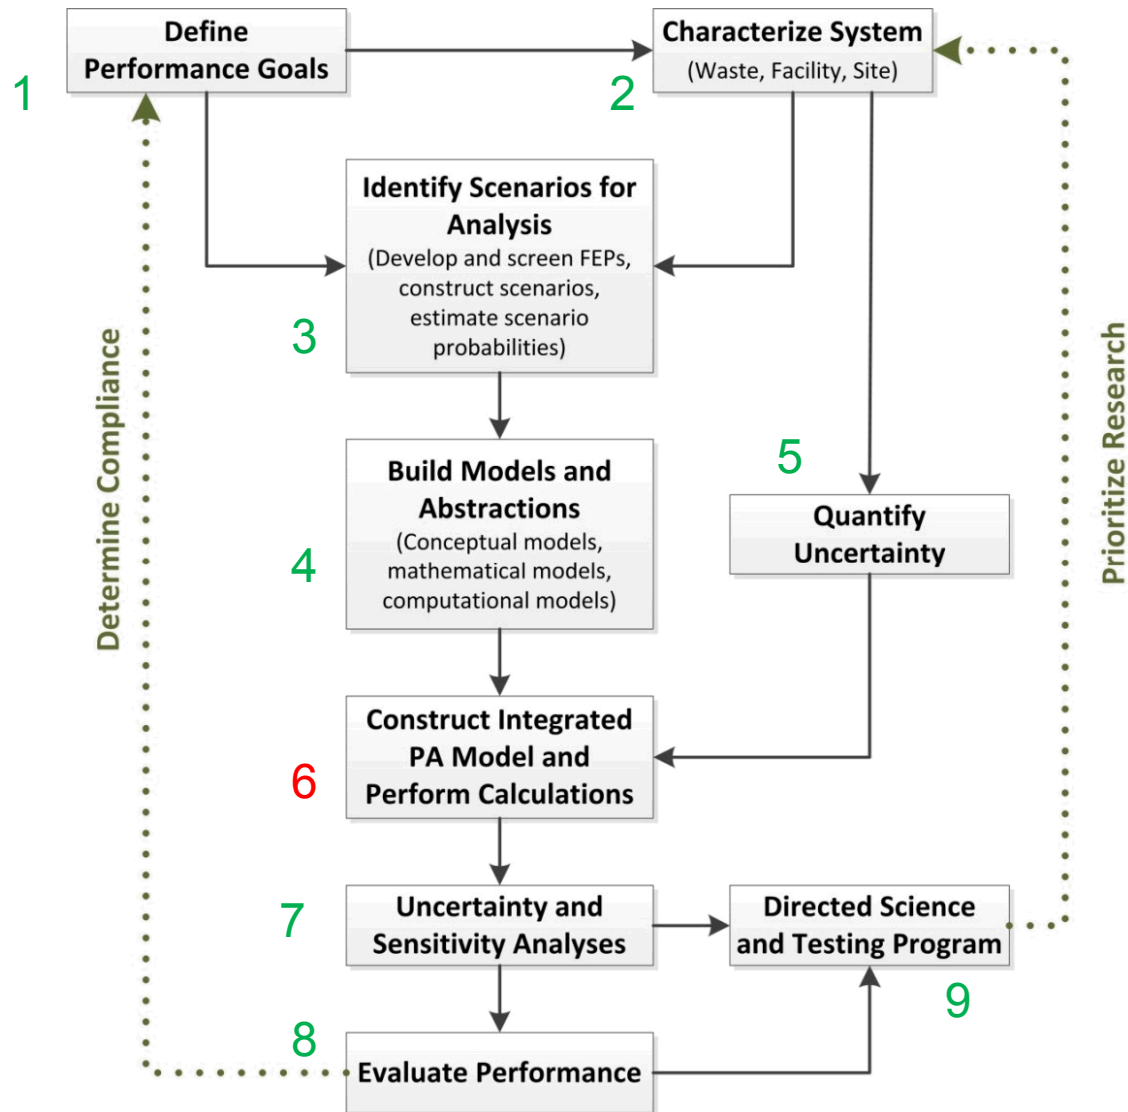 Define
Performance Goals
1
Characterize System
(Waste, Facility, Site)
2
Identify Scenarios for
Analysis
(Develop and screen FEPs,
construct scenarios,
estimate scenario
probabilities)
3
Build Models and
Abstractions
(Conceptual models,
mathematical models,
computational models)
4
5
Quantify
Uncertainty
Construct Integrated
PA Model and
Perform Calculations
6
7
Uncertainty and
Sensitivity Analyses
Directed Science
and Testing Program
9
8
Evaluate Performance
Determine Compliance
Prioritize Research